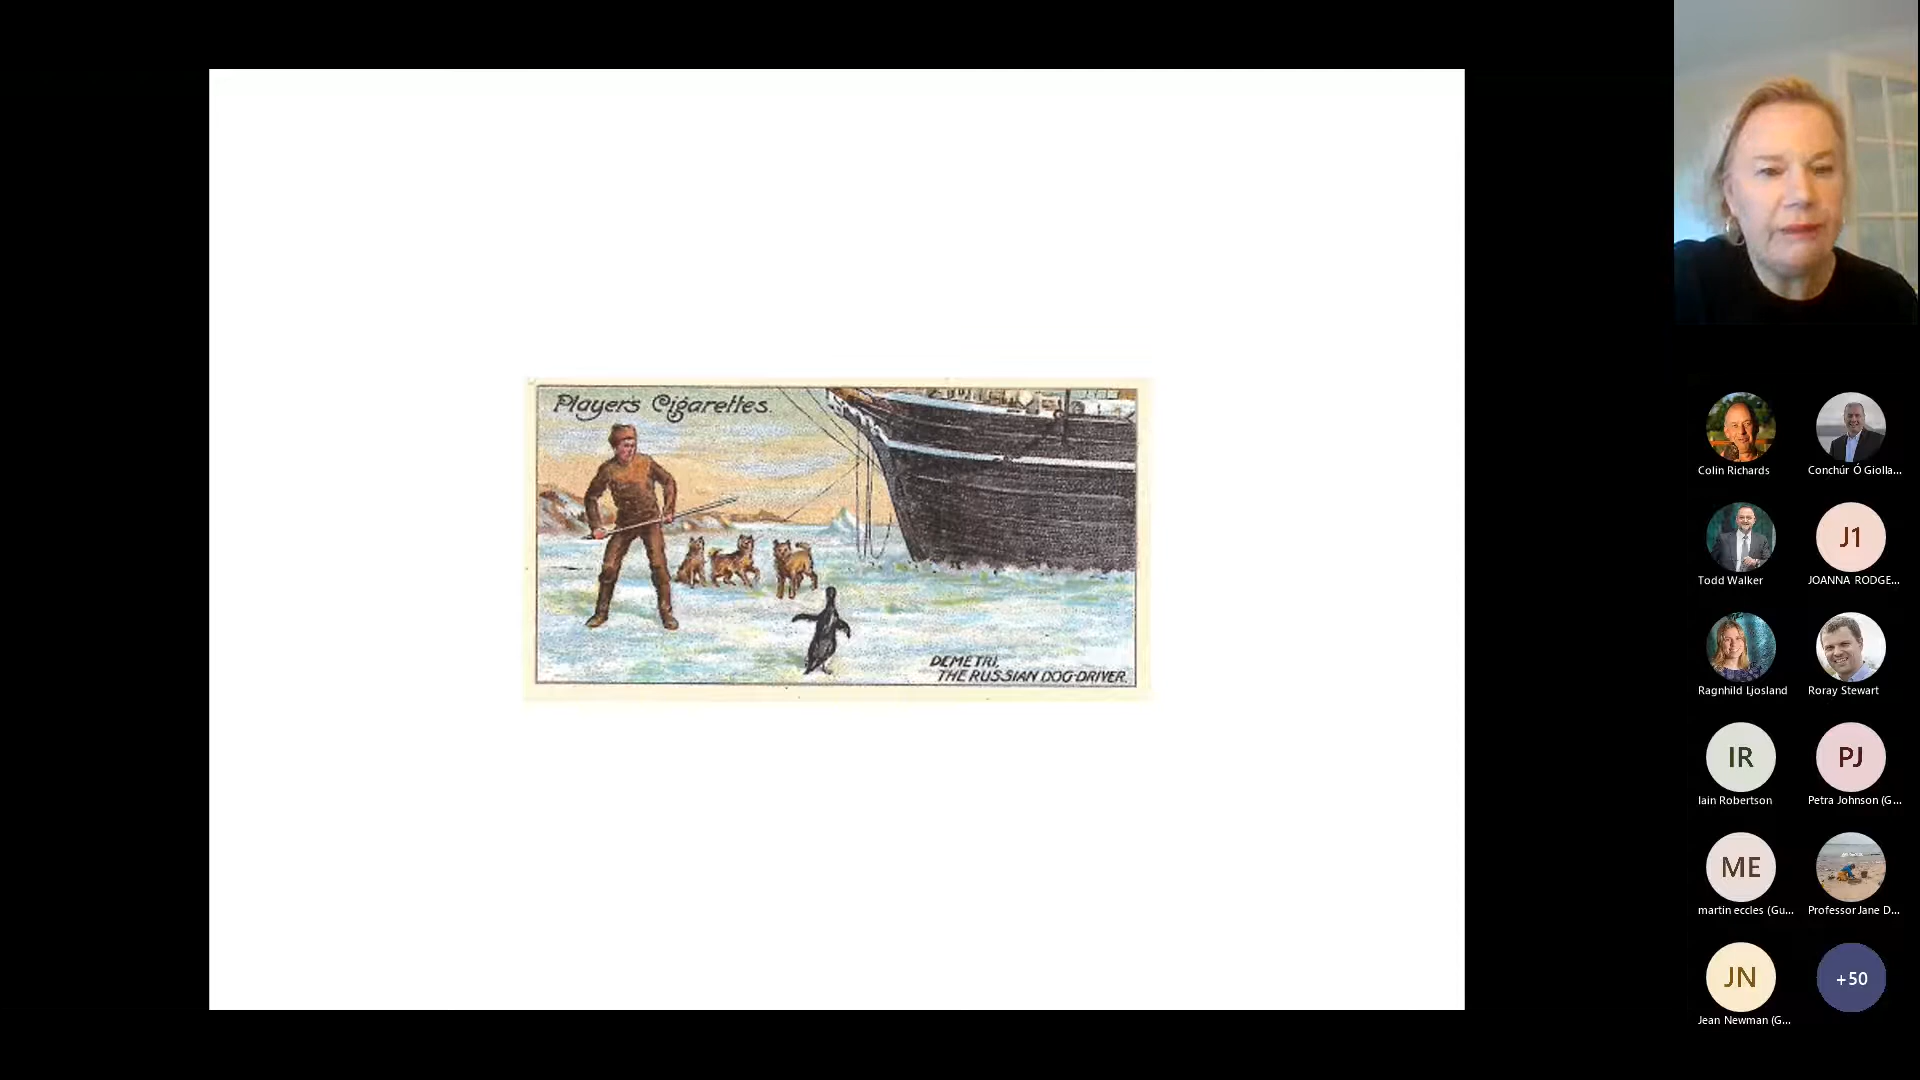 Player's Cigarettes.
DEMETRI,
THE RUSSIAN DOG-DRIVER.
Colin Richards
Conchúr Ó Giolla...
Todd Walker
J1
JOANNA RODGE...
Ragnhild Ljosland
Roray Stewart
IR
Iain Robertson
PJ
Petra Johnson (G...
ME
martin eccles (Gu...
Professor Jane D...
JN
Jean Newman (G...
+50